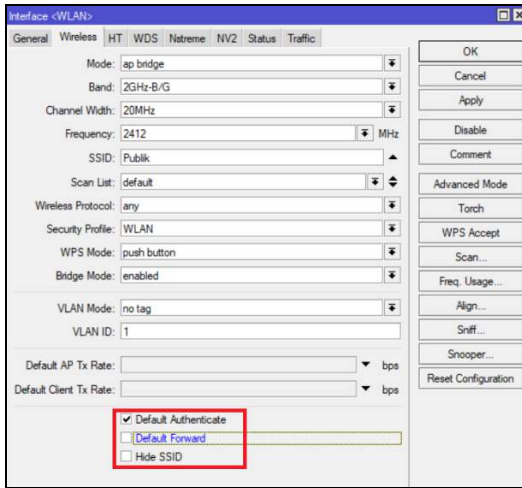 Interface <WLAN>
General Wireless HT WDS Nstreme NV2 Status Traffic
Mode: ap bridge
Band: 2GHz-B/G
Channel Width: 20MHz
Frequency: 2412 MHz
SSID: Publik
Scan List: default
Wireless Protocol: any
Security Profile: WLAN
WPS Mode: push button
Bridge Mode: enabled
VLAN Mode: no tag
VLAN ID: 1
Default AP Tx Rate: bps
Default Client Tx Rate: bps
Default Authenticate
Default Forward
Hide SSID
OK
Cancel
Apply
Disable
Comment
Advanced Mode
Torch
WPS Accept
Scan...
Freq. Usage...
Align...
Sniff...
Snooper...
Reset Configuration